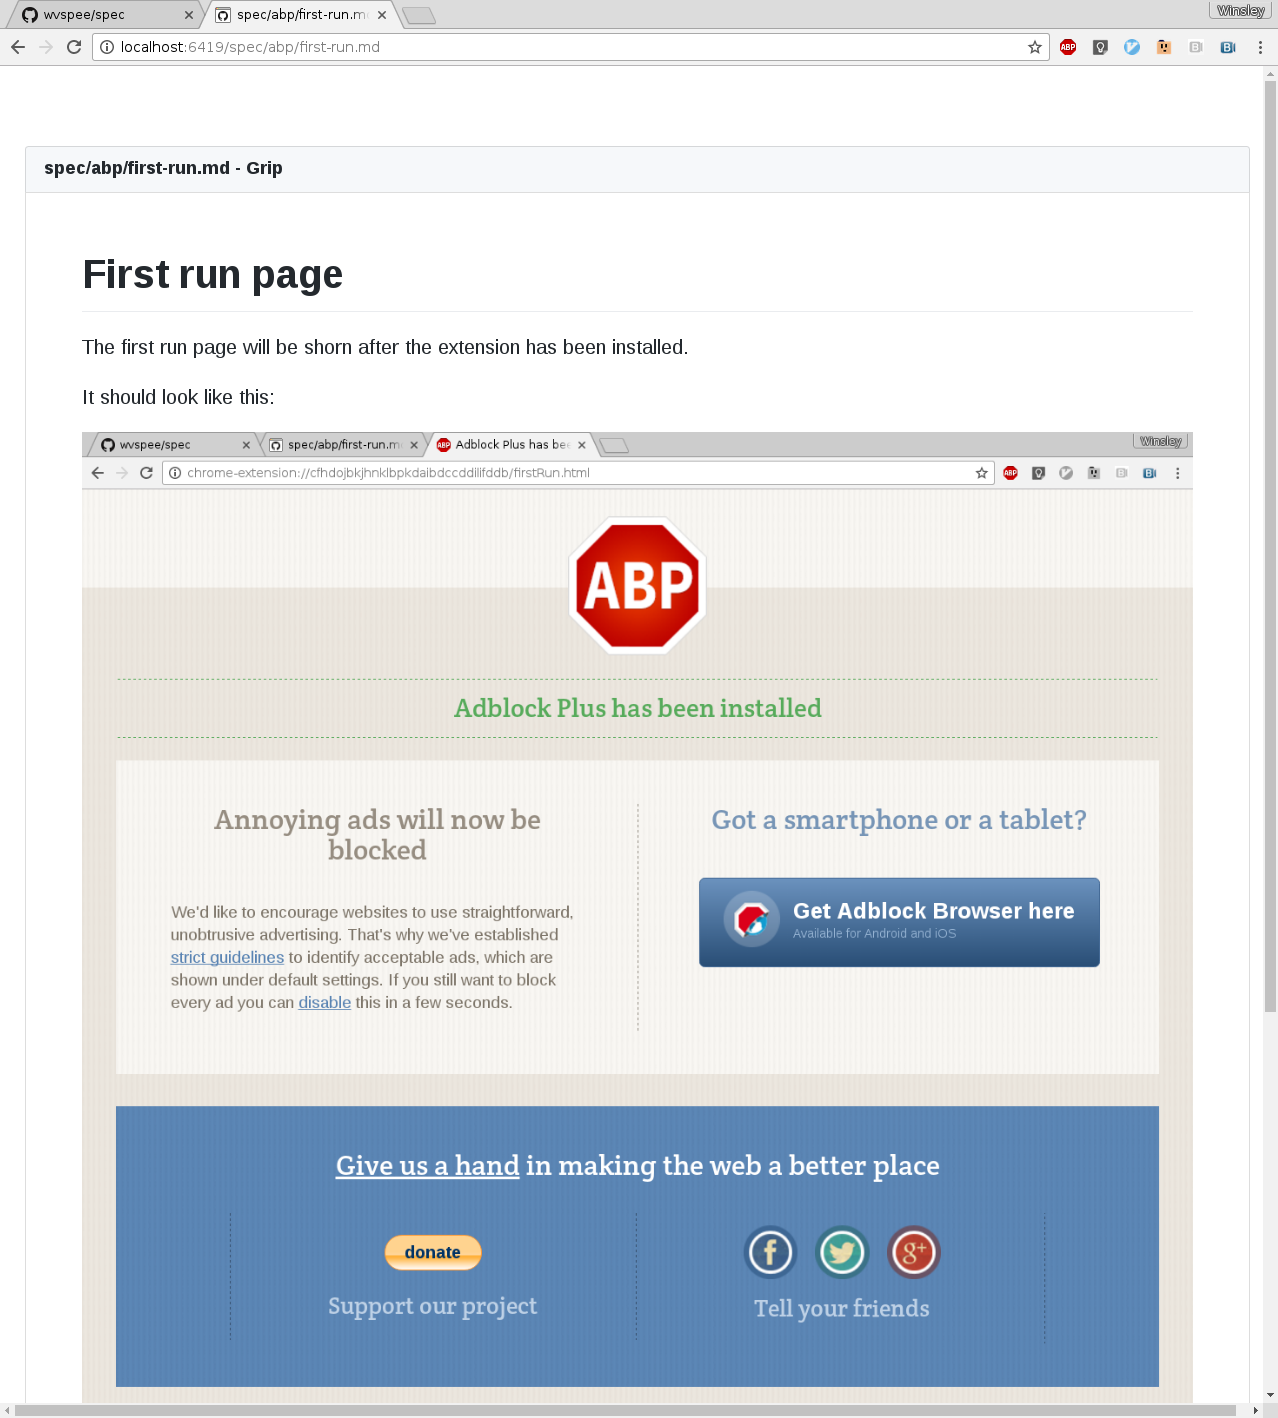 wvspee/spec
spec/abp/first-run.m
Winsley
localhost:6419/spec/abp/first-run.md
ABP
spec/abp/first-run.md - Grip
First run page
The first run page will be shorn after the extension has been installed.
It should look like this:
wvspee/spec
spec/abp/first-run.m
Adblock Plus has bee
Winsley
chrome-extension://cfhdojbkjhnklbpkdaibdccddilifddb/firstRun.html
ABP
ABP
Adblock Plus has been installed
Annoying ads will now be
blocked
We'd like to encourage websites to use straightforward,
unobtrusive advertising. That's why we've established
strict guidelines to identify acceptable ads, which are
shown under default settings. If you still want to block
every ad you can disable this in a few seconds.
Got a smartphone or a tablet?
Get Adblock Browser here
Available for Android and iOS
Give us a hand in making the web a better place
donate
Support our project
f
g+
Tell your friends